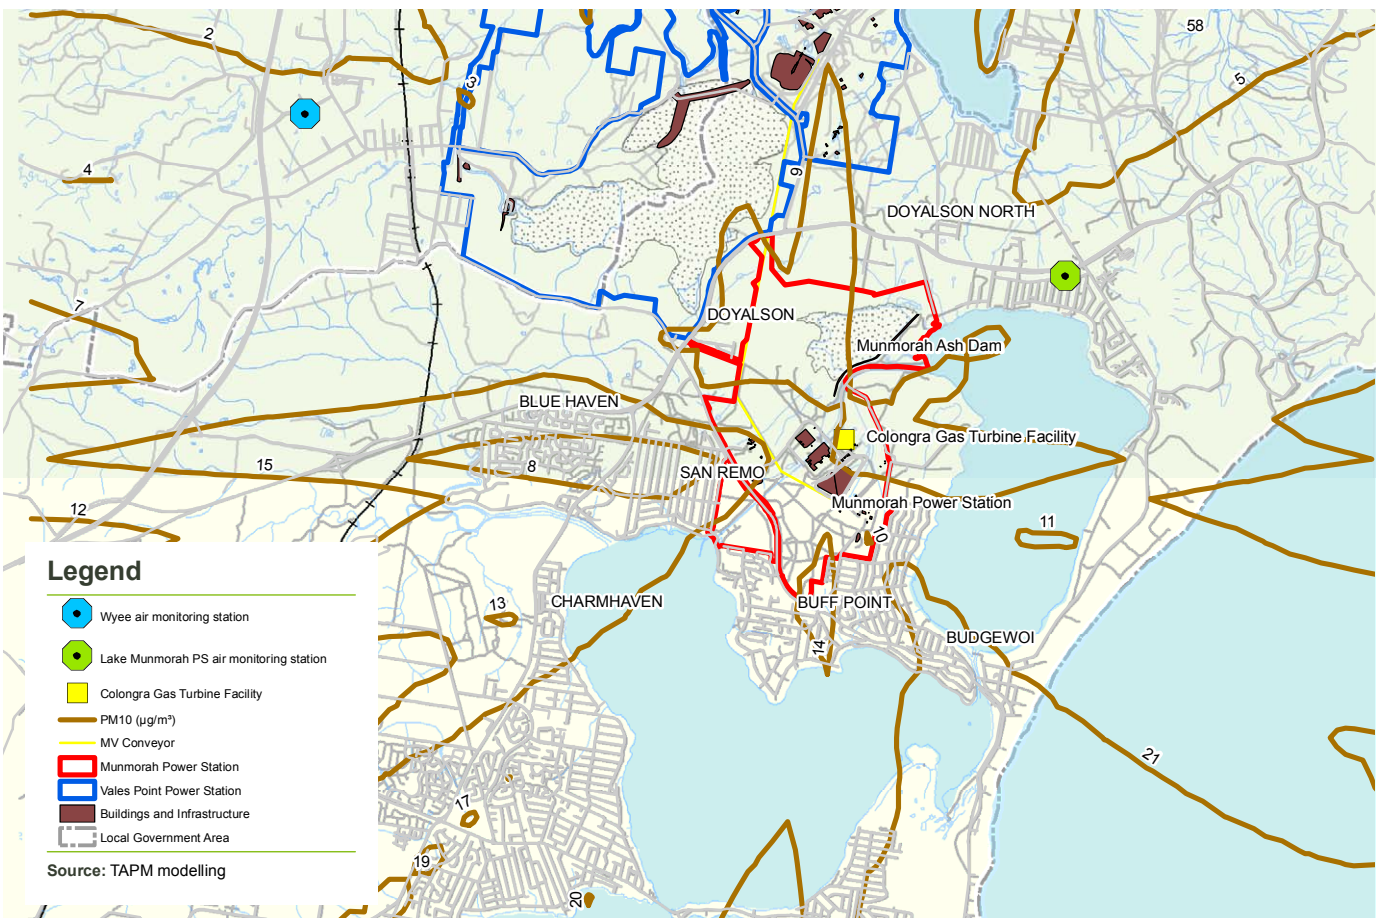 2
58
3
5
4
9
DOYALSON NORTH
7
DOYALSON
Munmorah Ash Dam
BLUE HAVEN
Colongra Gas Turbine Facility
15
8
SAN REMO
Munmorah Power Station
12
11
10
13
CHARMHAVEN
BUFF POINT
BUDGEWOI
14
21
17
19
20
Legend
Wyee air monitoring station
Lake Munmorah PS air monitoring station
Colongra Gas Turbine Facility
PM10 (µg/m³)
MV Conveyor
Munmorah Power Station
Vales Point Power Station
Buildings and Infrastructure
Local Government Area
Source: TAPM modelling